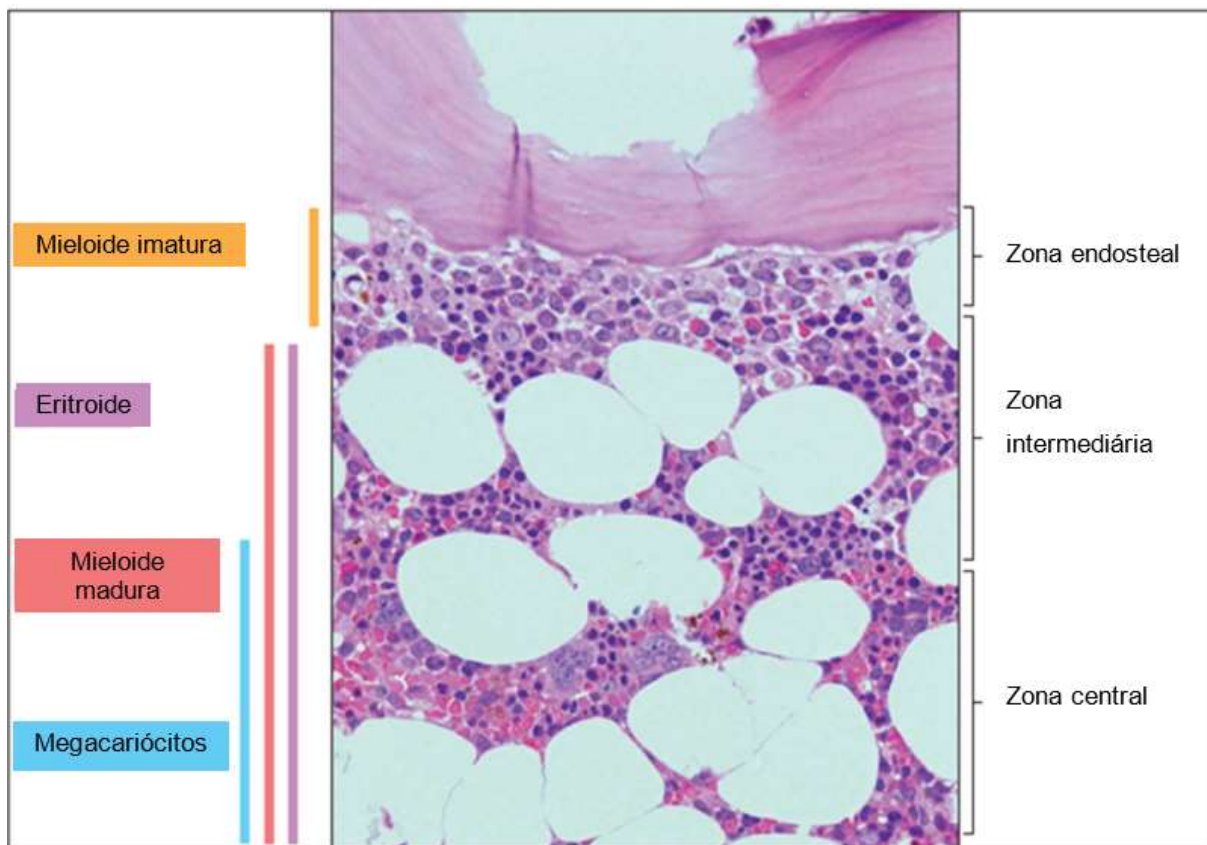 Mieloide imatura
Eritroide
Mieloide
madura
Megacariócitos
Zona endosteal
Zona
intermediária
Zona central